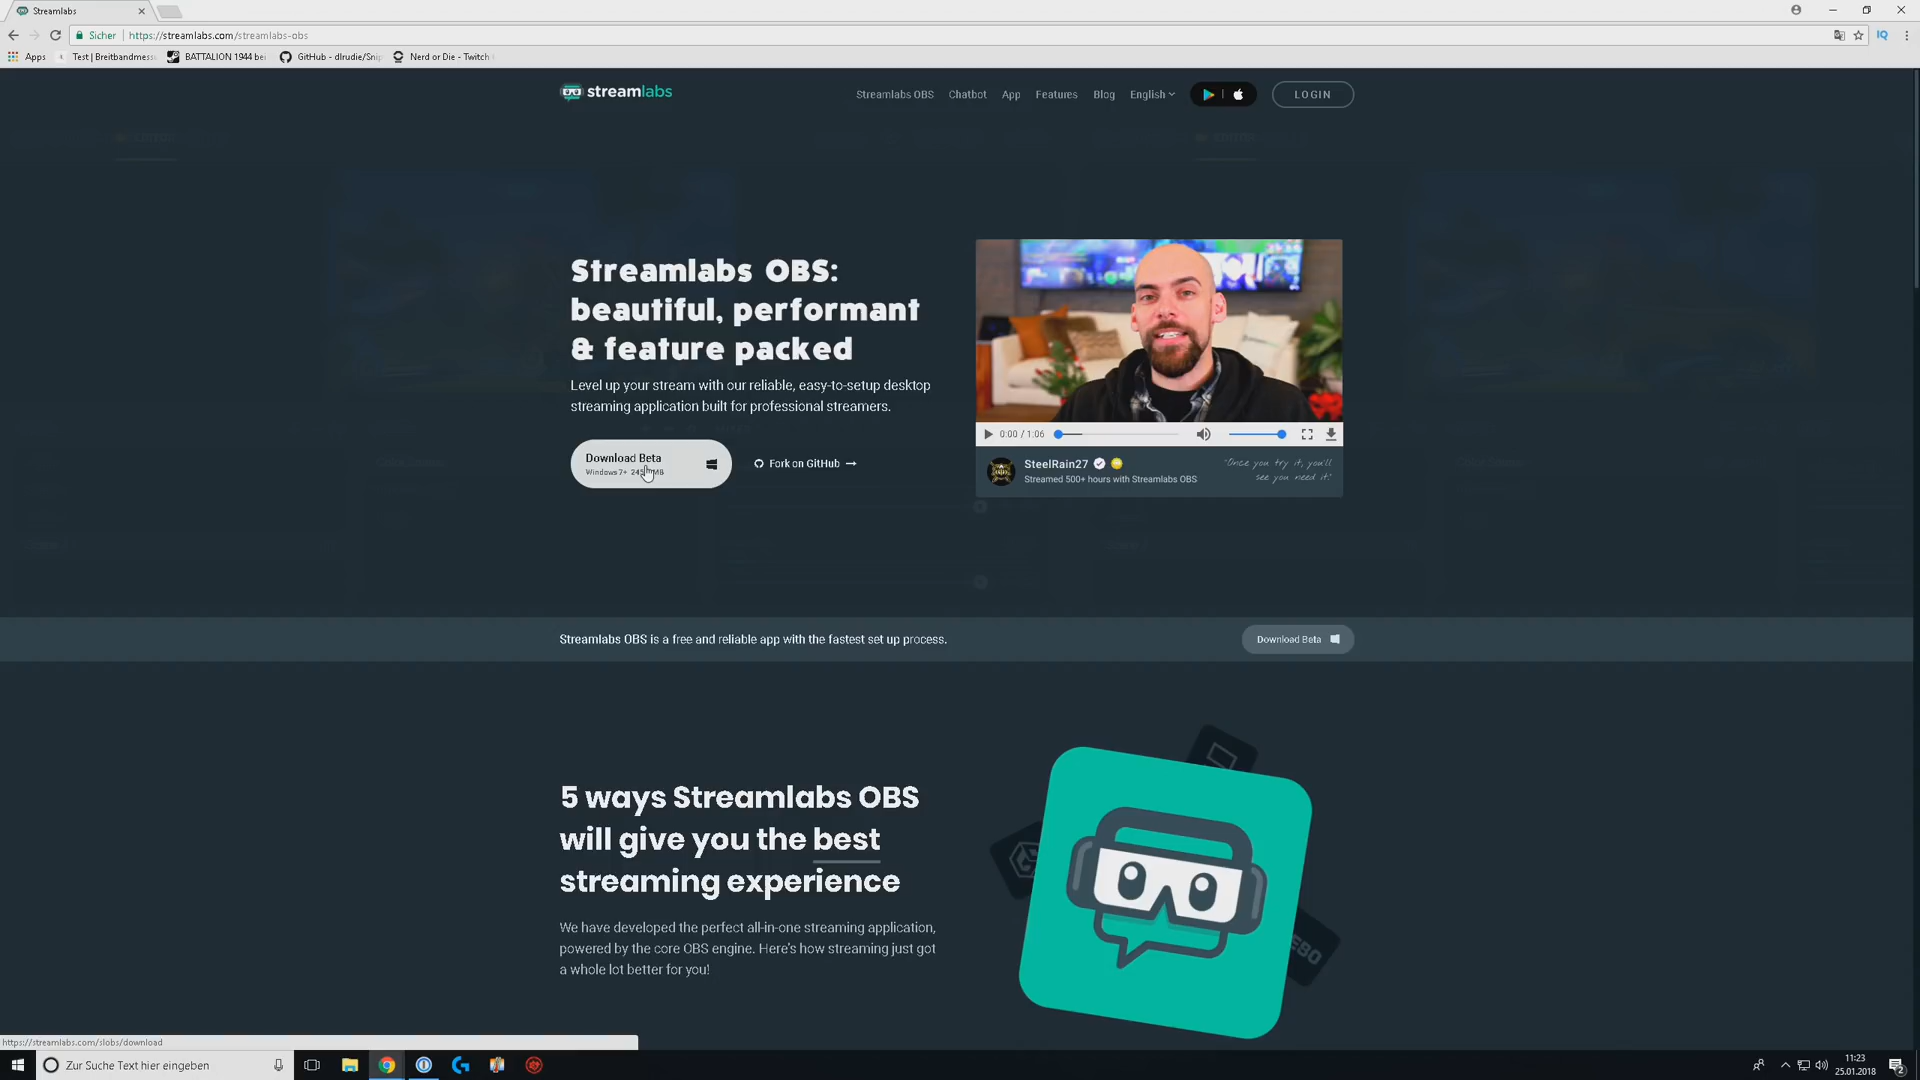 Streamlabs
Sicher
https://streamlabs.com/streamlabs-obs
Apps
Test | Breitbandmess
BATTALION 1944 be
GitHub - dlrudie/Snip
Nerd or Die - Twitch
streamlabs
Streamlabs OBS
Chatbot
App
Features
Blog
English
LOGIN
Streamlabs OBS:
beautiful, performant
& feature packed
Level up your stream with our reliable, easy-to-setup desktop
streaming application built for professional streamers.
Download Beta
Windows 7+
MB
Fork on GitHub →
0:00 / 1:06
SteelRain27
Streamed 500+ hours with Streamlabs OBS
"Once you try it, you'll
see you need it."
Streamlabs OBS is a free and reliable app with the fastest set up process.
Download Beta
5 ways Streamlabs OBS
will give you the best
streaming experience
We have developed the perfect all-in-one streaming application,
powered by the core OBS engine. Here's how streaming just got
a whole lot better for you!
https://streamlabs.com/slobs/download
Zur Suche Text hier eingeben
11:23
25.01.2018